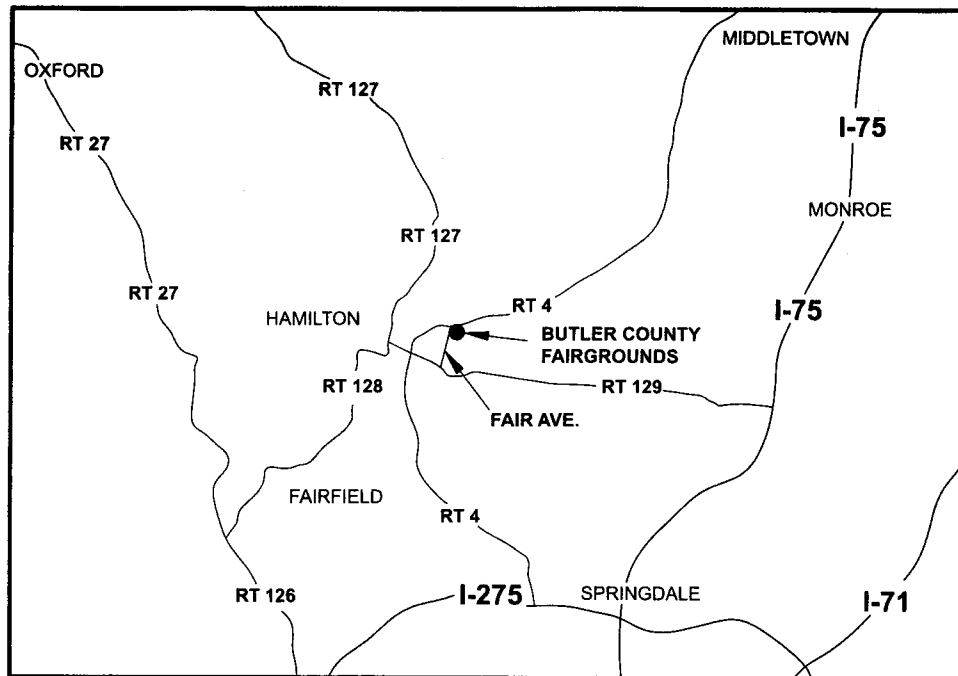 MIDDLETOWN
OXFORD
RT 127
I-75
RT 27
MONROE
RT 127
RT 27
RT 4
I-75
HAMILTON
BUTLER COUNTY
FAIRGROUNDS
RT 128
RT 129
FAIR AVE.
FAIRFIELD
RT 4
RT 126
I-275
SPRINGDALE
I-71